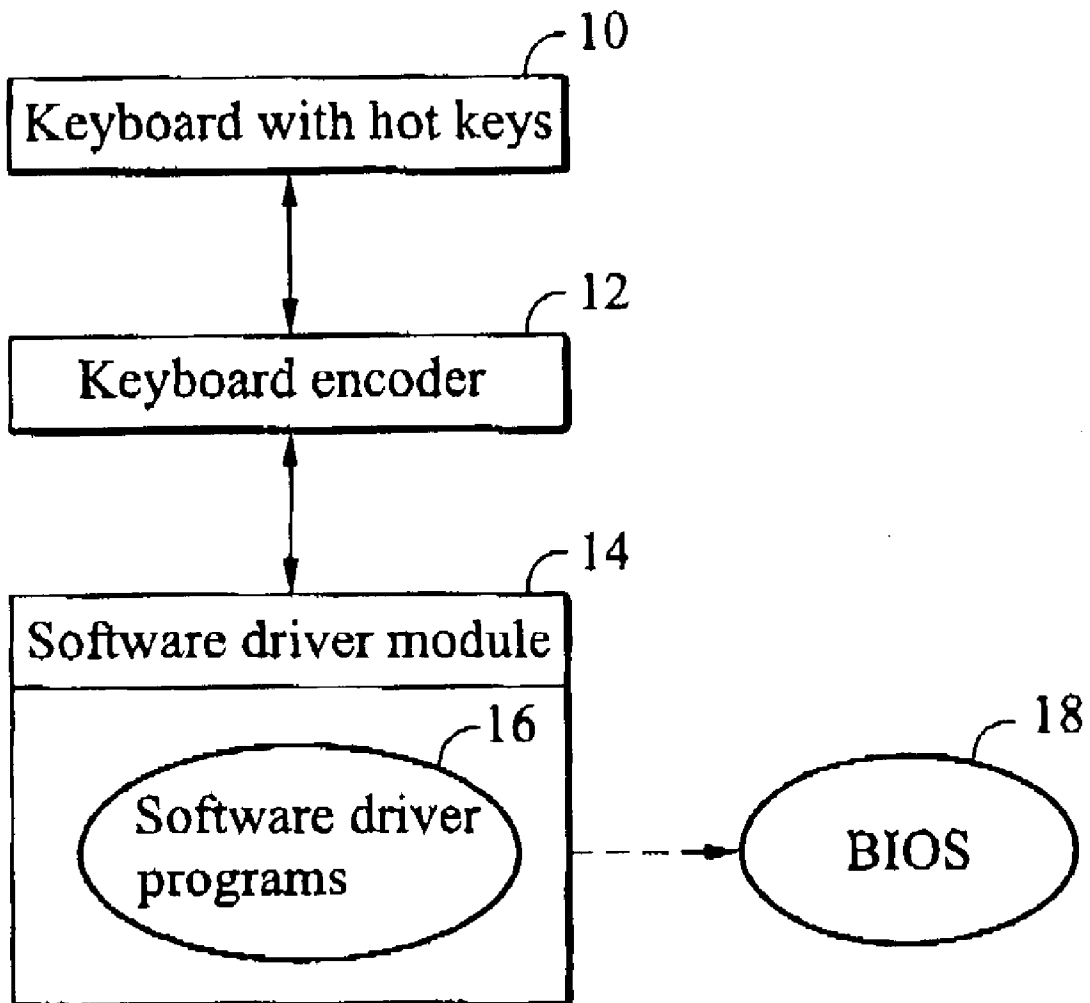 10
Keyboard with hot keys
12
Keyboard encoder
14
Software driver module
16
18
Software driver
programs
BIOS